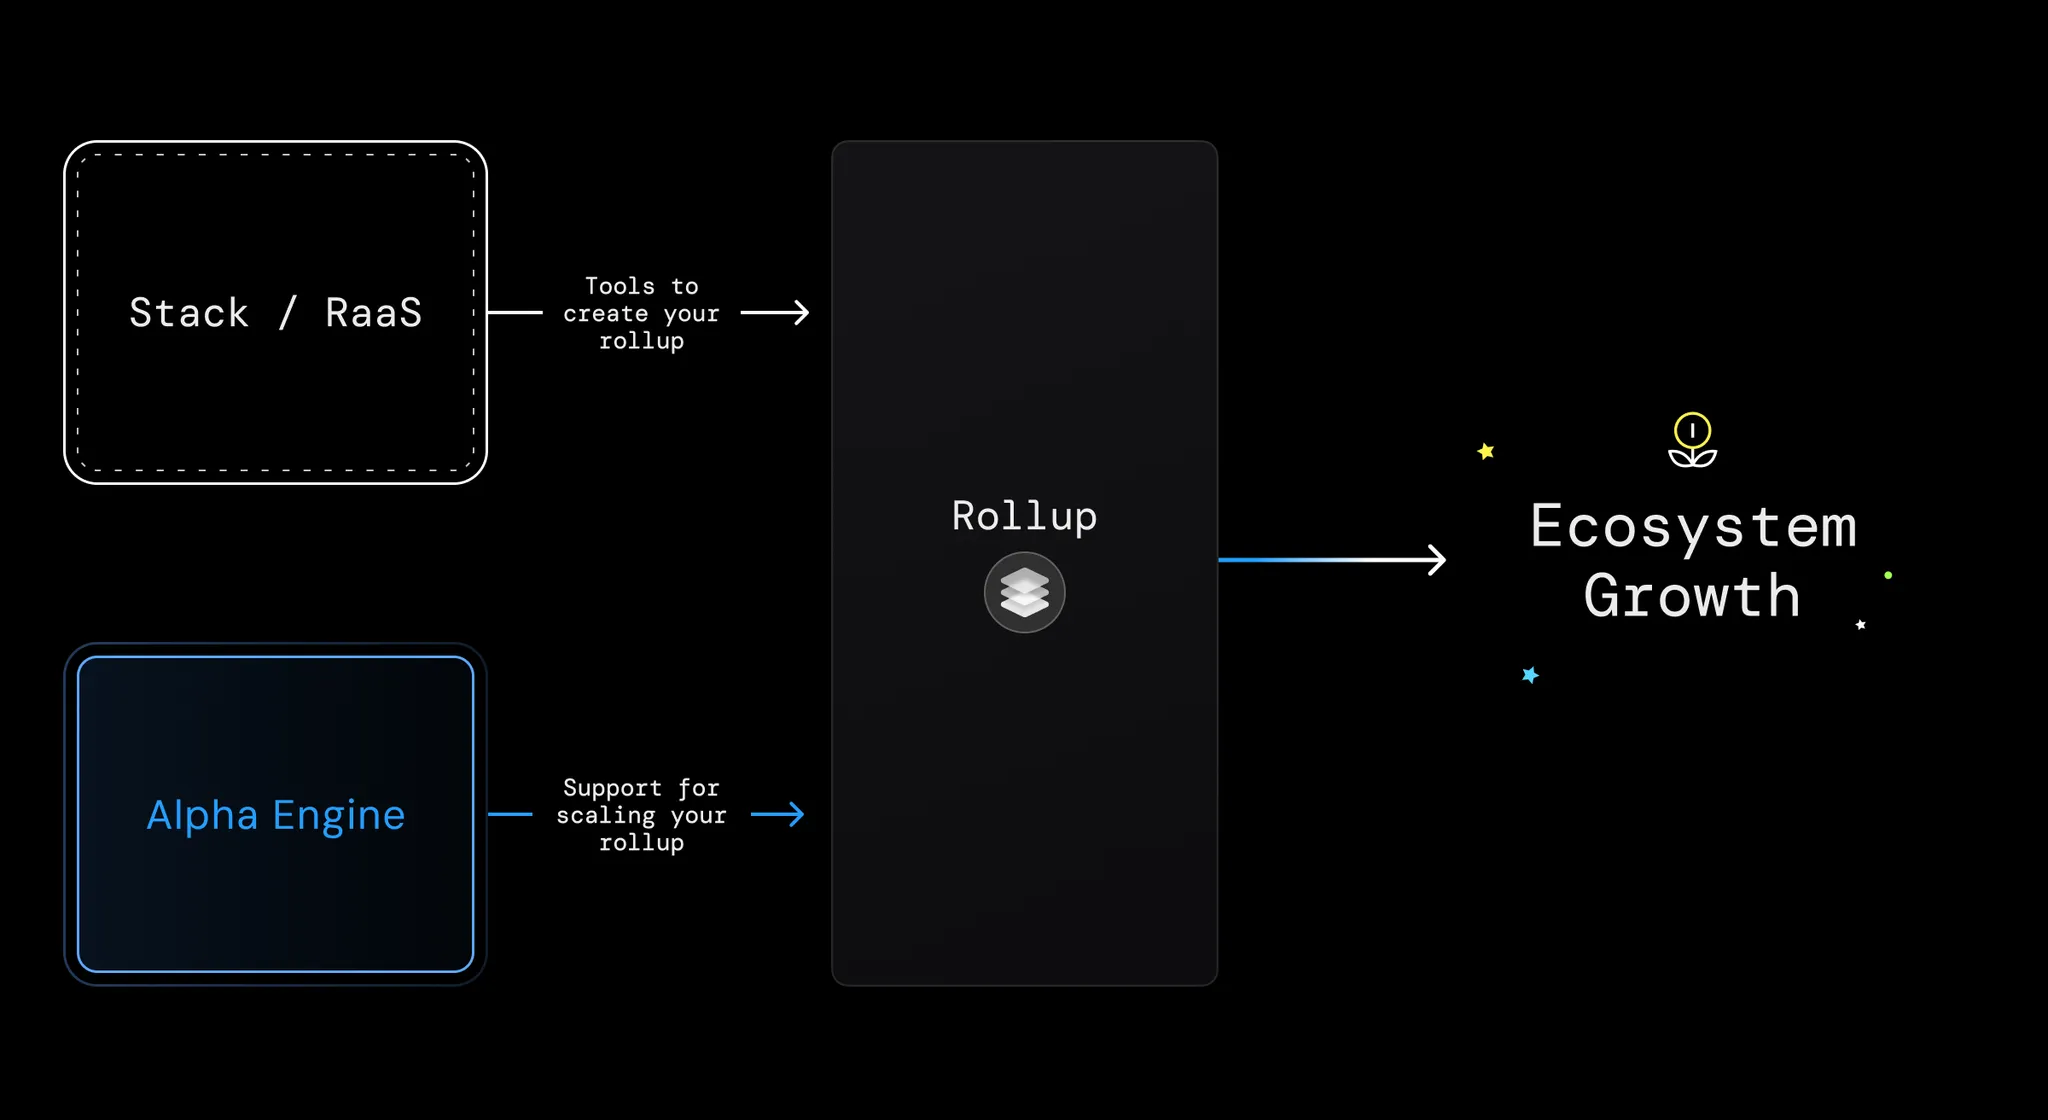 Stack / RaaS
Tools to
create your
rollup
Rollup
Ecosystem
Growth
Alpha Engine
Support for
scaling your
rollup